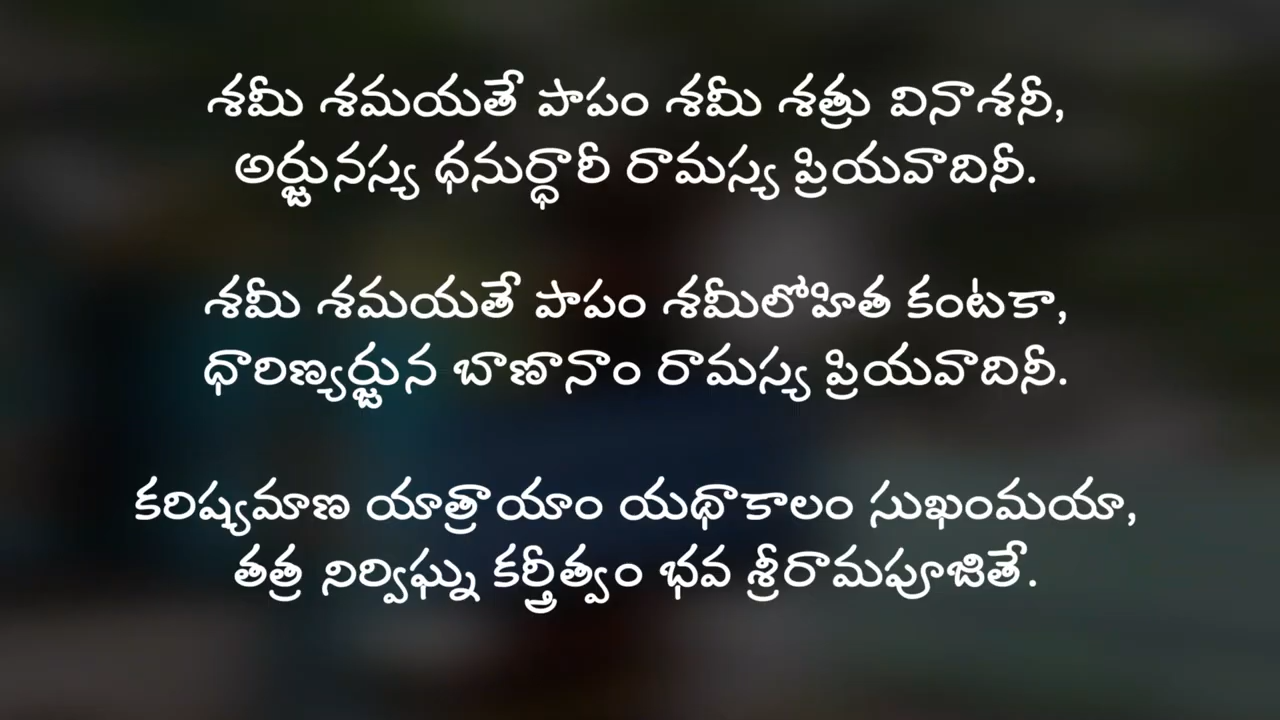 శమీ శమయతే పాపం శమీ శత్రు వినాశనీ,
అర్జునస్య ధనుర్ధారీ రామస్య ప్రియవాదినీ.
శమీ శమయతే పాపం శమీలోహిత కంటకా,
ధారిణ్యర్జున బాణానాం రామస్య ప్రియవాదినీ.
కరిష్యమాణ యాత్రాయాం యథాకాలం సుఖంమయా,
తత్ర నిర్విఘ్న కర్త్రీత్వం భవ శ్రీరామపూజితే.